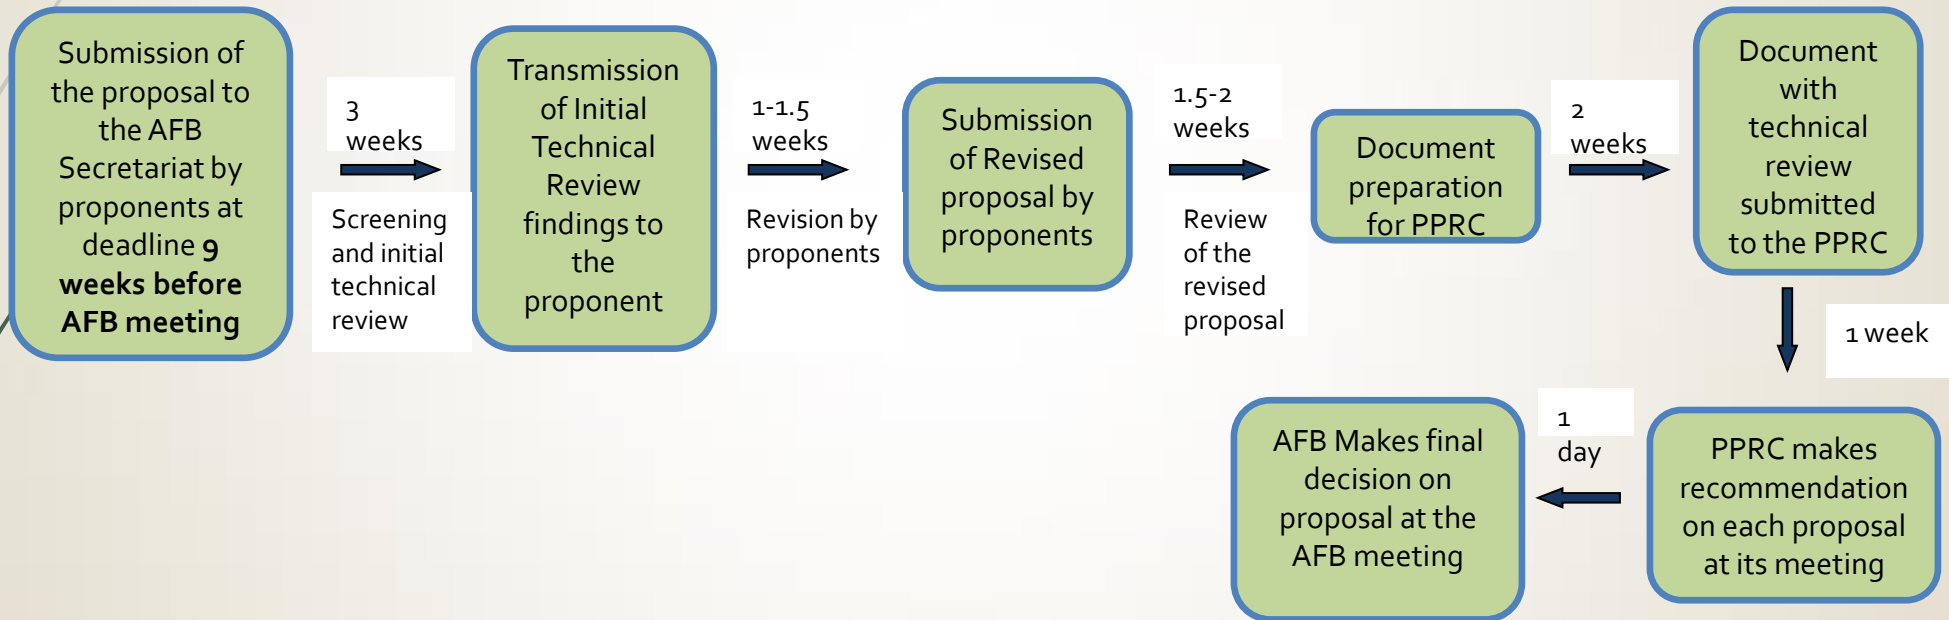 Submission of
the proposal to
the AFB
Secretariat by
proponents at
deadline 9
weeks before
AFB meeting
3
weeks
Screening
and initial
technical
review
Transmission
of Initial
Technical
Review
findings to
the
proponent
1-1.5
weeks
Revision by
proponents
Submission
of Revised
proposal by
proponents
1.5-2
weeks
Review
of the
revised
proposal
Document
preparation
for PPRC
2
weeks
Document
with
technical
review
submitted
to the PPRC
1 week
PPRC makes
recommendation
on each proposal
at its meeting
1
day
AFB Makes final
decision on
proposal at the
AFB meeting